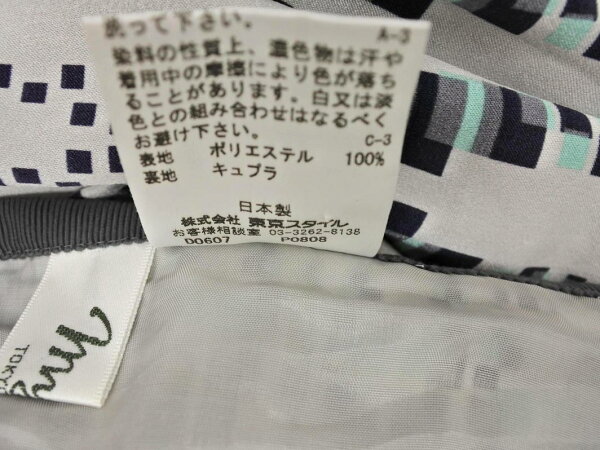 洗って下さい。
A-3
染料の性質上、濃色物は汗や
着用中の摩擦により色が落ち
ることがあります。白又は淡
色との組み合わせはなるべく
お避け下さい。
C-3
表地 ポリエステル 100%
裏地 キュプラ
日本製
株式会社 東京スタイル
お客様相談室 03-3262-8138
D0607 P0808
TOKY